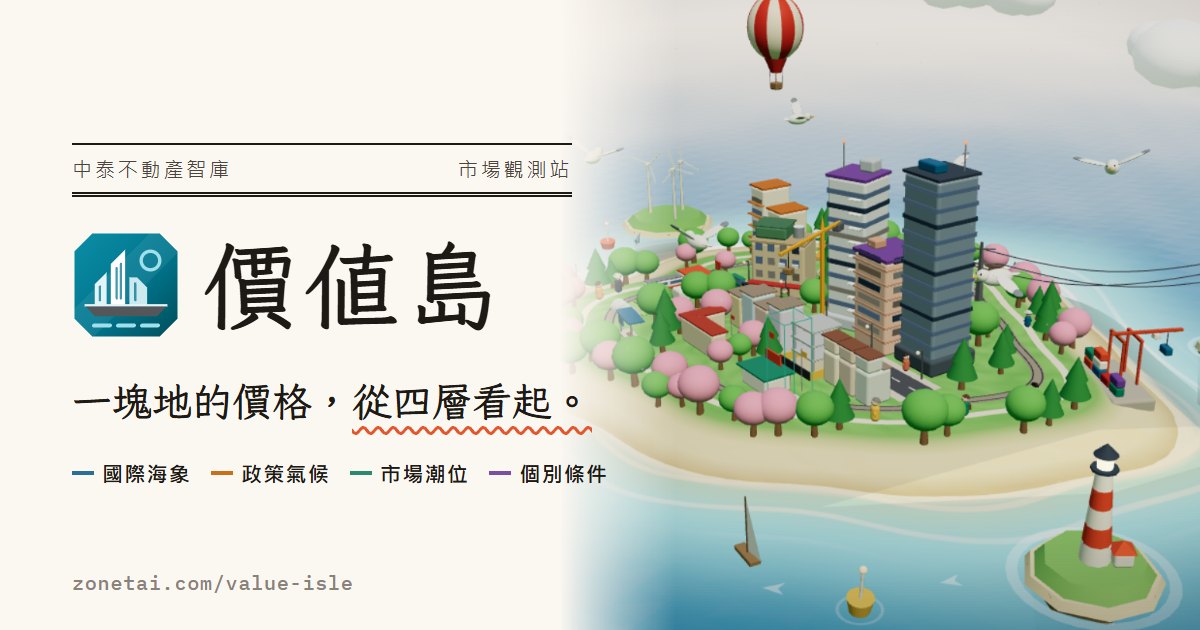 中泰不動產智庫 市場觀測站
價值島
一塊地的價格，從四層看起。
國際海象 政策氣候 市場潮位 個別條件
zonetai.com/value-isle